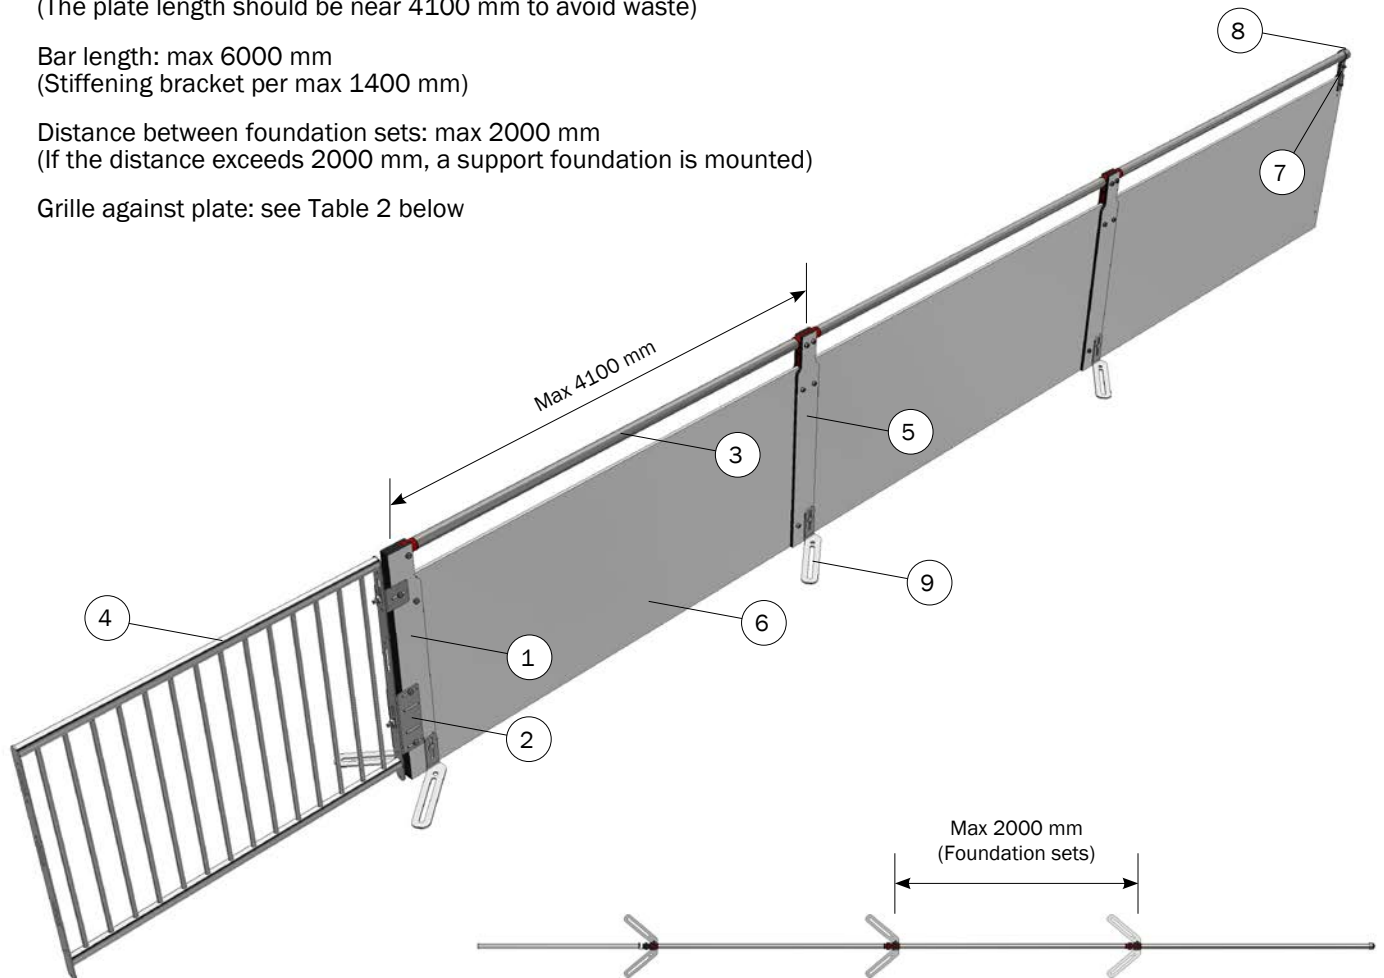 (The plate length should be near 4100 mm to avoid waste)
Bar length: max 6000 mm
(Stiffening bracket per max 1400 mm)
Distance between foundation sets: max 2000 mm
(If the distance exceeds 2000 mm, a support foundation is mounted)
Grille against plate: see Table 2 below
8
7
Max 4100 mm
3
5
9
4
6
1
2
Max 2000 mm
(Foundation sets)